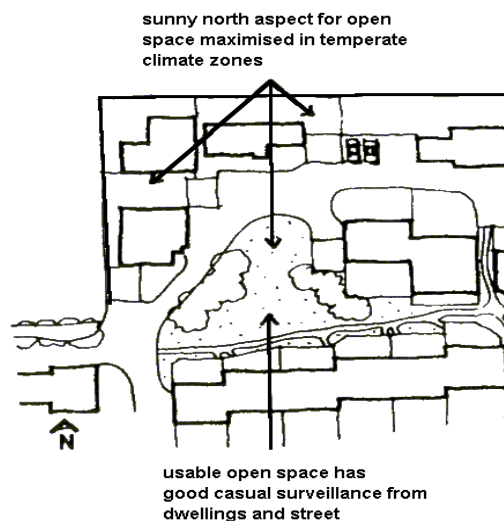 sunny north aspect for open
space maximised in temperate
climate zones
N
usable open space has
good casual surveillance from
dwellings and street